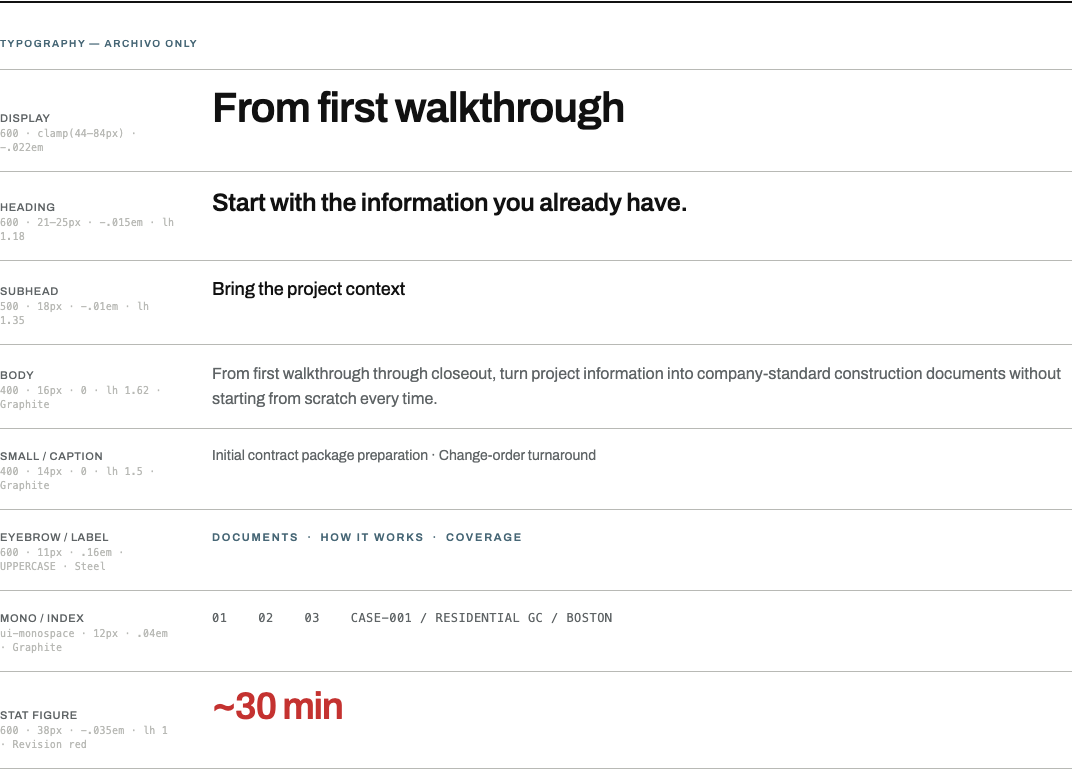 TYPOGRAPHY — ARCHIVO ONLY
DISPLAY
600 · clamp(44–84px) ·
−.022em
From first walkthrough
HEADING
600 · 21–25px · −.015em · lh
1.18
Start with the information you already have.
SUBHEAD
500 · 18px · −.01em · lh
1.35
Bring the project context
BODY
400 · 16px · 0 · lh 1.62 ·
Graphite
From first walkthrough through closeout, turn project information into company-standard construction documents without
starting from scratch every time.
SMALL / CAPTION
400 · 14px · 0 · lh 1.5 ·
Graphite
Initial contract package preparation · Change-order turnaround
EYEBROW / LABEL
600 · 11px · .16em ·
UPPERCASE · Steel
DOCUMENTS · HOW IT WORKS · COVERAGE
MONO / INDEX
ui-monospace · 12px · .04em
· Graphite
01 02 03 CASE-001 / RESIDENTIAL GC / BOSTON
STAT FIGURE
600 · 38px · −.035em · lh 1
· Revision red
~30 min